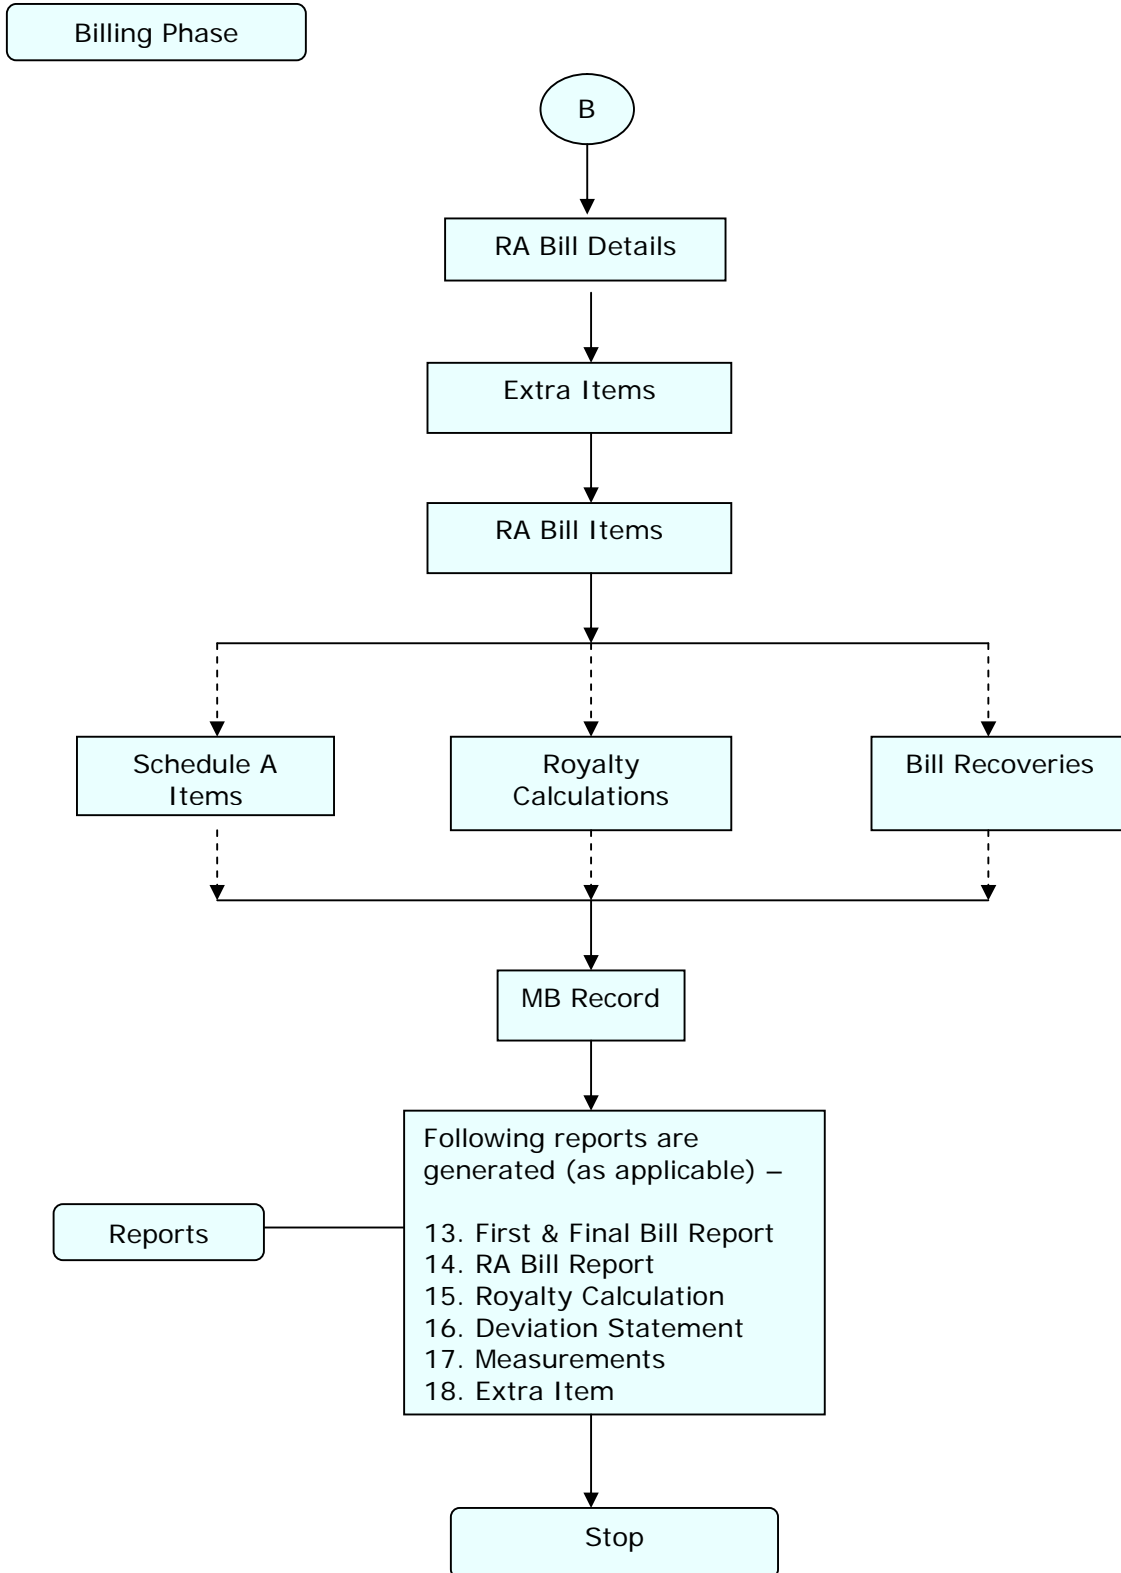 Billing Phase
B
RA Bill Details
Extra Items
RA Bill Items
Schedule A
Items
Royalty
Calculations
Bill Recoveries
MB Record
Following reports are
generated (as applicable) –
13. First & Final Bill Report
14. RA Bill Report
15. Royalty Calculation
16. Deviation Statement
17. Measurements
18. Extra Item
Reports
Stop